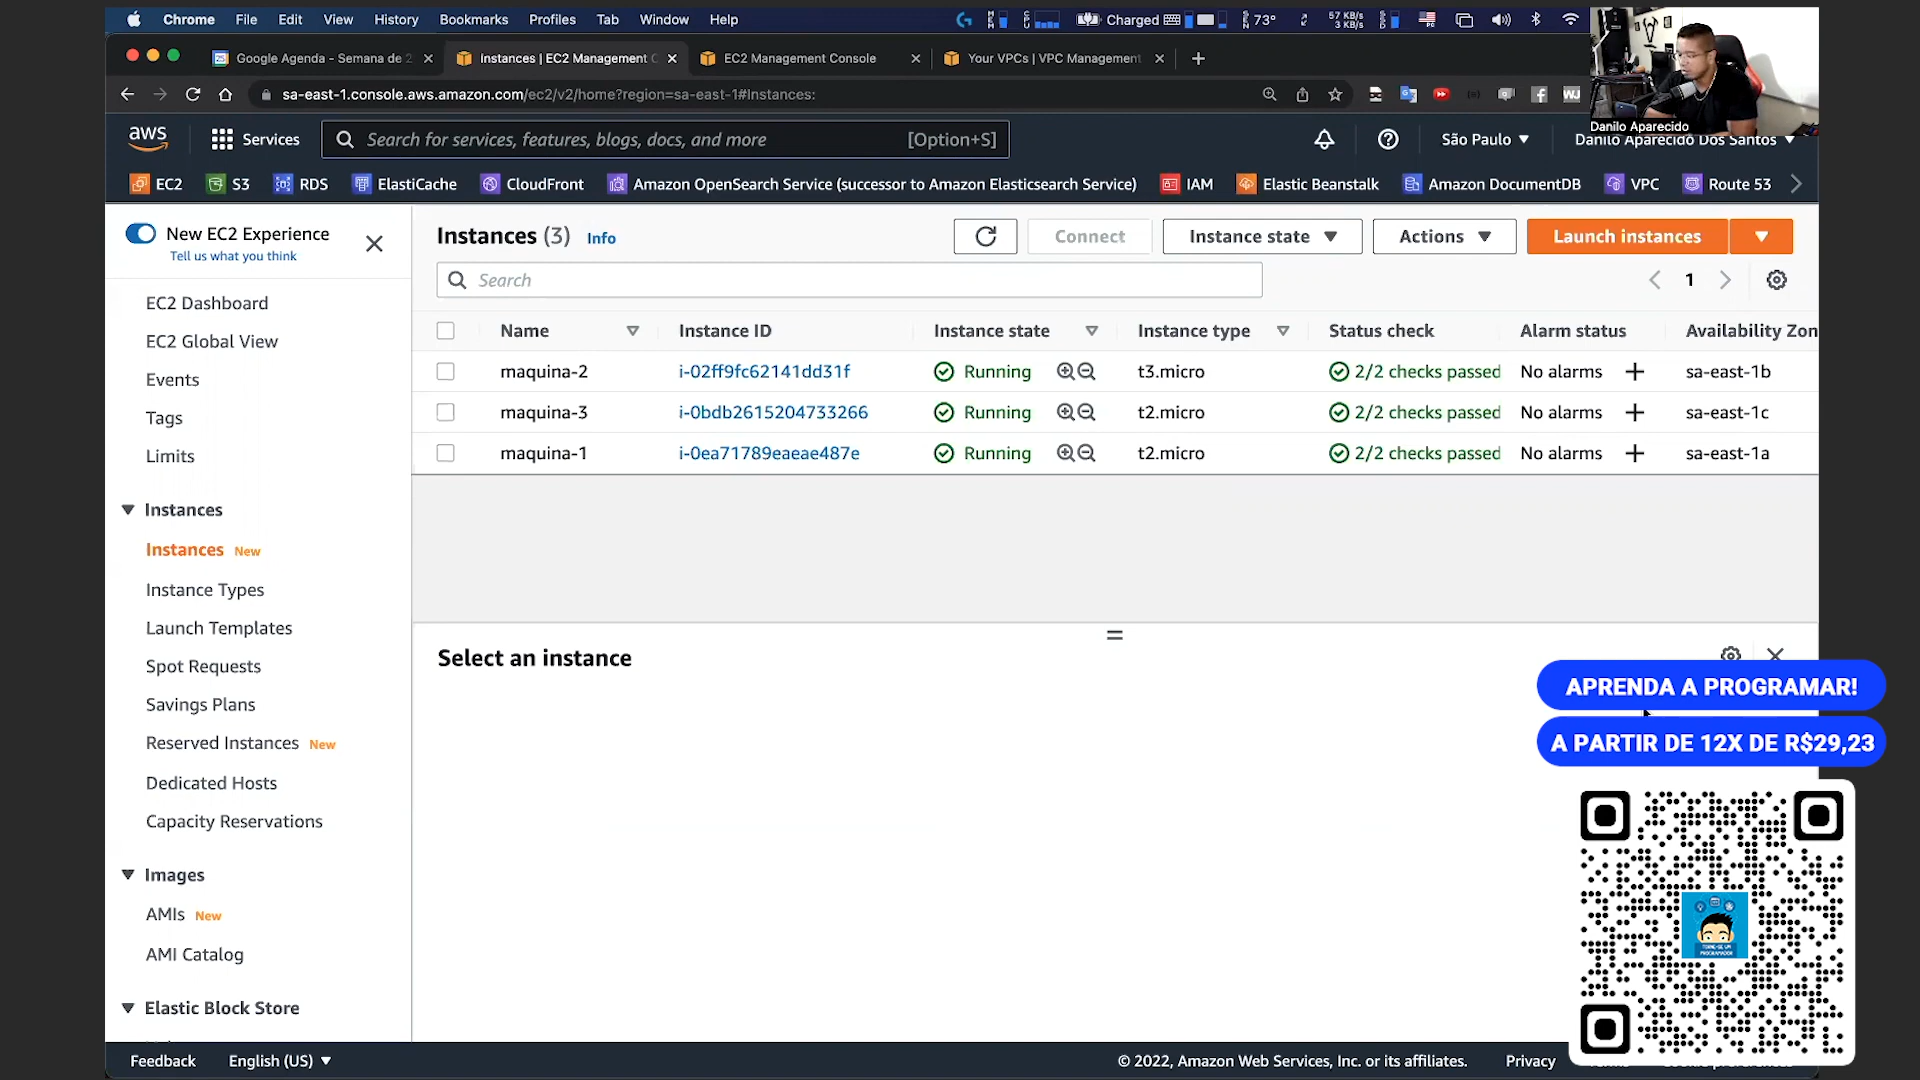 Chrome File Edit View History Bookmarks Profiles Tab Window Help Charged 73° 57 KB/s 3 KB/s
Google Agenda - Semana de 2 Instances | EC2 Management C EC2 Management Console Your VPCs | VPC Management
sa-east-1.console.aws.amazon.com/ec2/v2/home?region=sa-east-1#Instances:
Danilo Aparecido
aws Services Search for services, features, blogs, docs, and more [Option+S] São Paulo Danilo Aparecido Dos Santos
EC2 S3 RDS ElastiCache CloudFront Amazon OpenSearch Service (successor to Amazon Elasticsearch Service) IAM Elastic Beanstalk Amazon DocumentDB VPC Route 53
New EC2 Experience
Tell us what you think
EC2 Dashboard
EC2 Global View
Events
Tags
Limits
Instances
Instances New
Instance Types
Launch Templates
Spot Requests
Savings Plans
Reserved Instances New
Dedicated Hosts
Capacity Reservations
Images
AMIs New
AMI Catalog
Elastic Block Store
Instances (3) Info Connect Instance state Actions Launch instances
Search 1
Name Instance ID Instance state Instance type Status check Alarm status Availability Zon
maquina-2 i-02ff9fc62141dd31f Running t3.micro 2/2 checks passed No alarms sa-east-1b
maquina-3 i-0bdb2615204733266 Running t2.micro 2/2 checks passed No alarms sa-east-1c
maquina-1 i-0ea71789eaeae487e Running t2.micro 2/2 checks passed No alarms sa-east-1a
Select an instance
APRENDA A PROGRAMAR!
A PARTIR DE 12X DE R$29,23
Feedback English (US) © 2022, Amazon Web Services, Inc. or its affiliates. Privacy